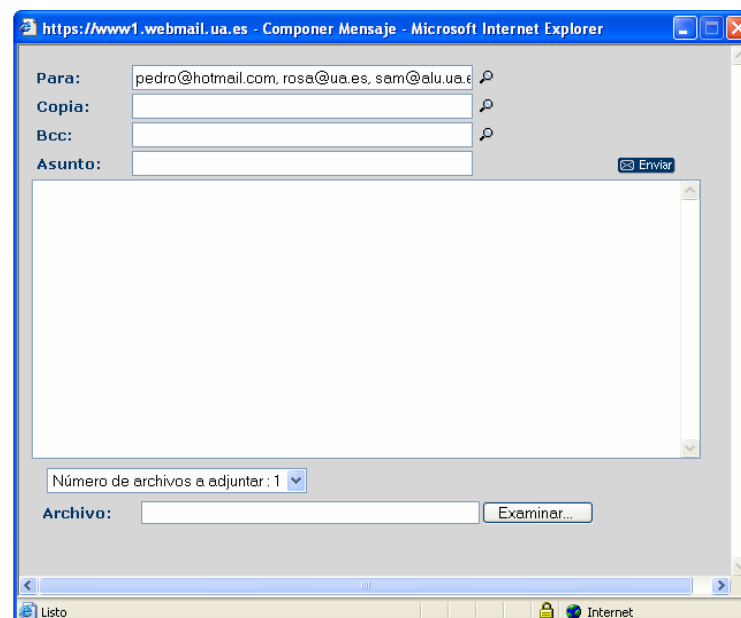 https://www1.webmail.ua.es - Componer Mensaje - Microsoft Internet Explorer
Para: pedro@hotmail.com, rosa@ua.es, sam@alu.ua.e
Copia:
Bcc:
Asunto: Enviar
Número de archivos a adjuntar : 1
Archivo: Examinar...
Listo Internet